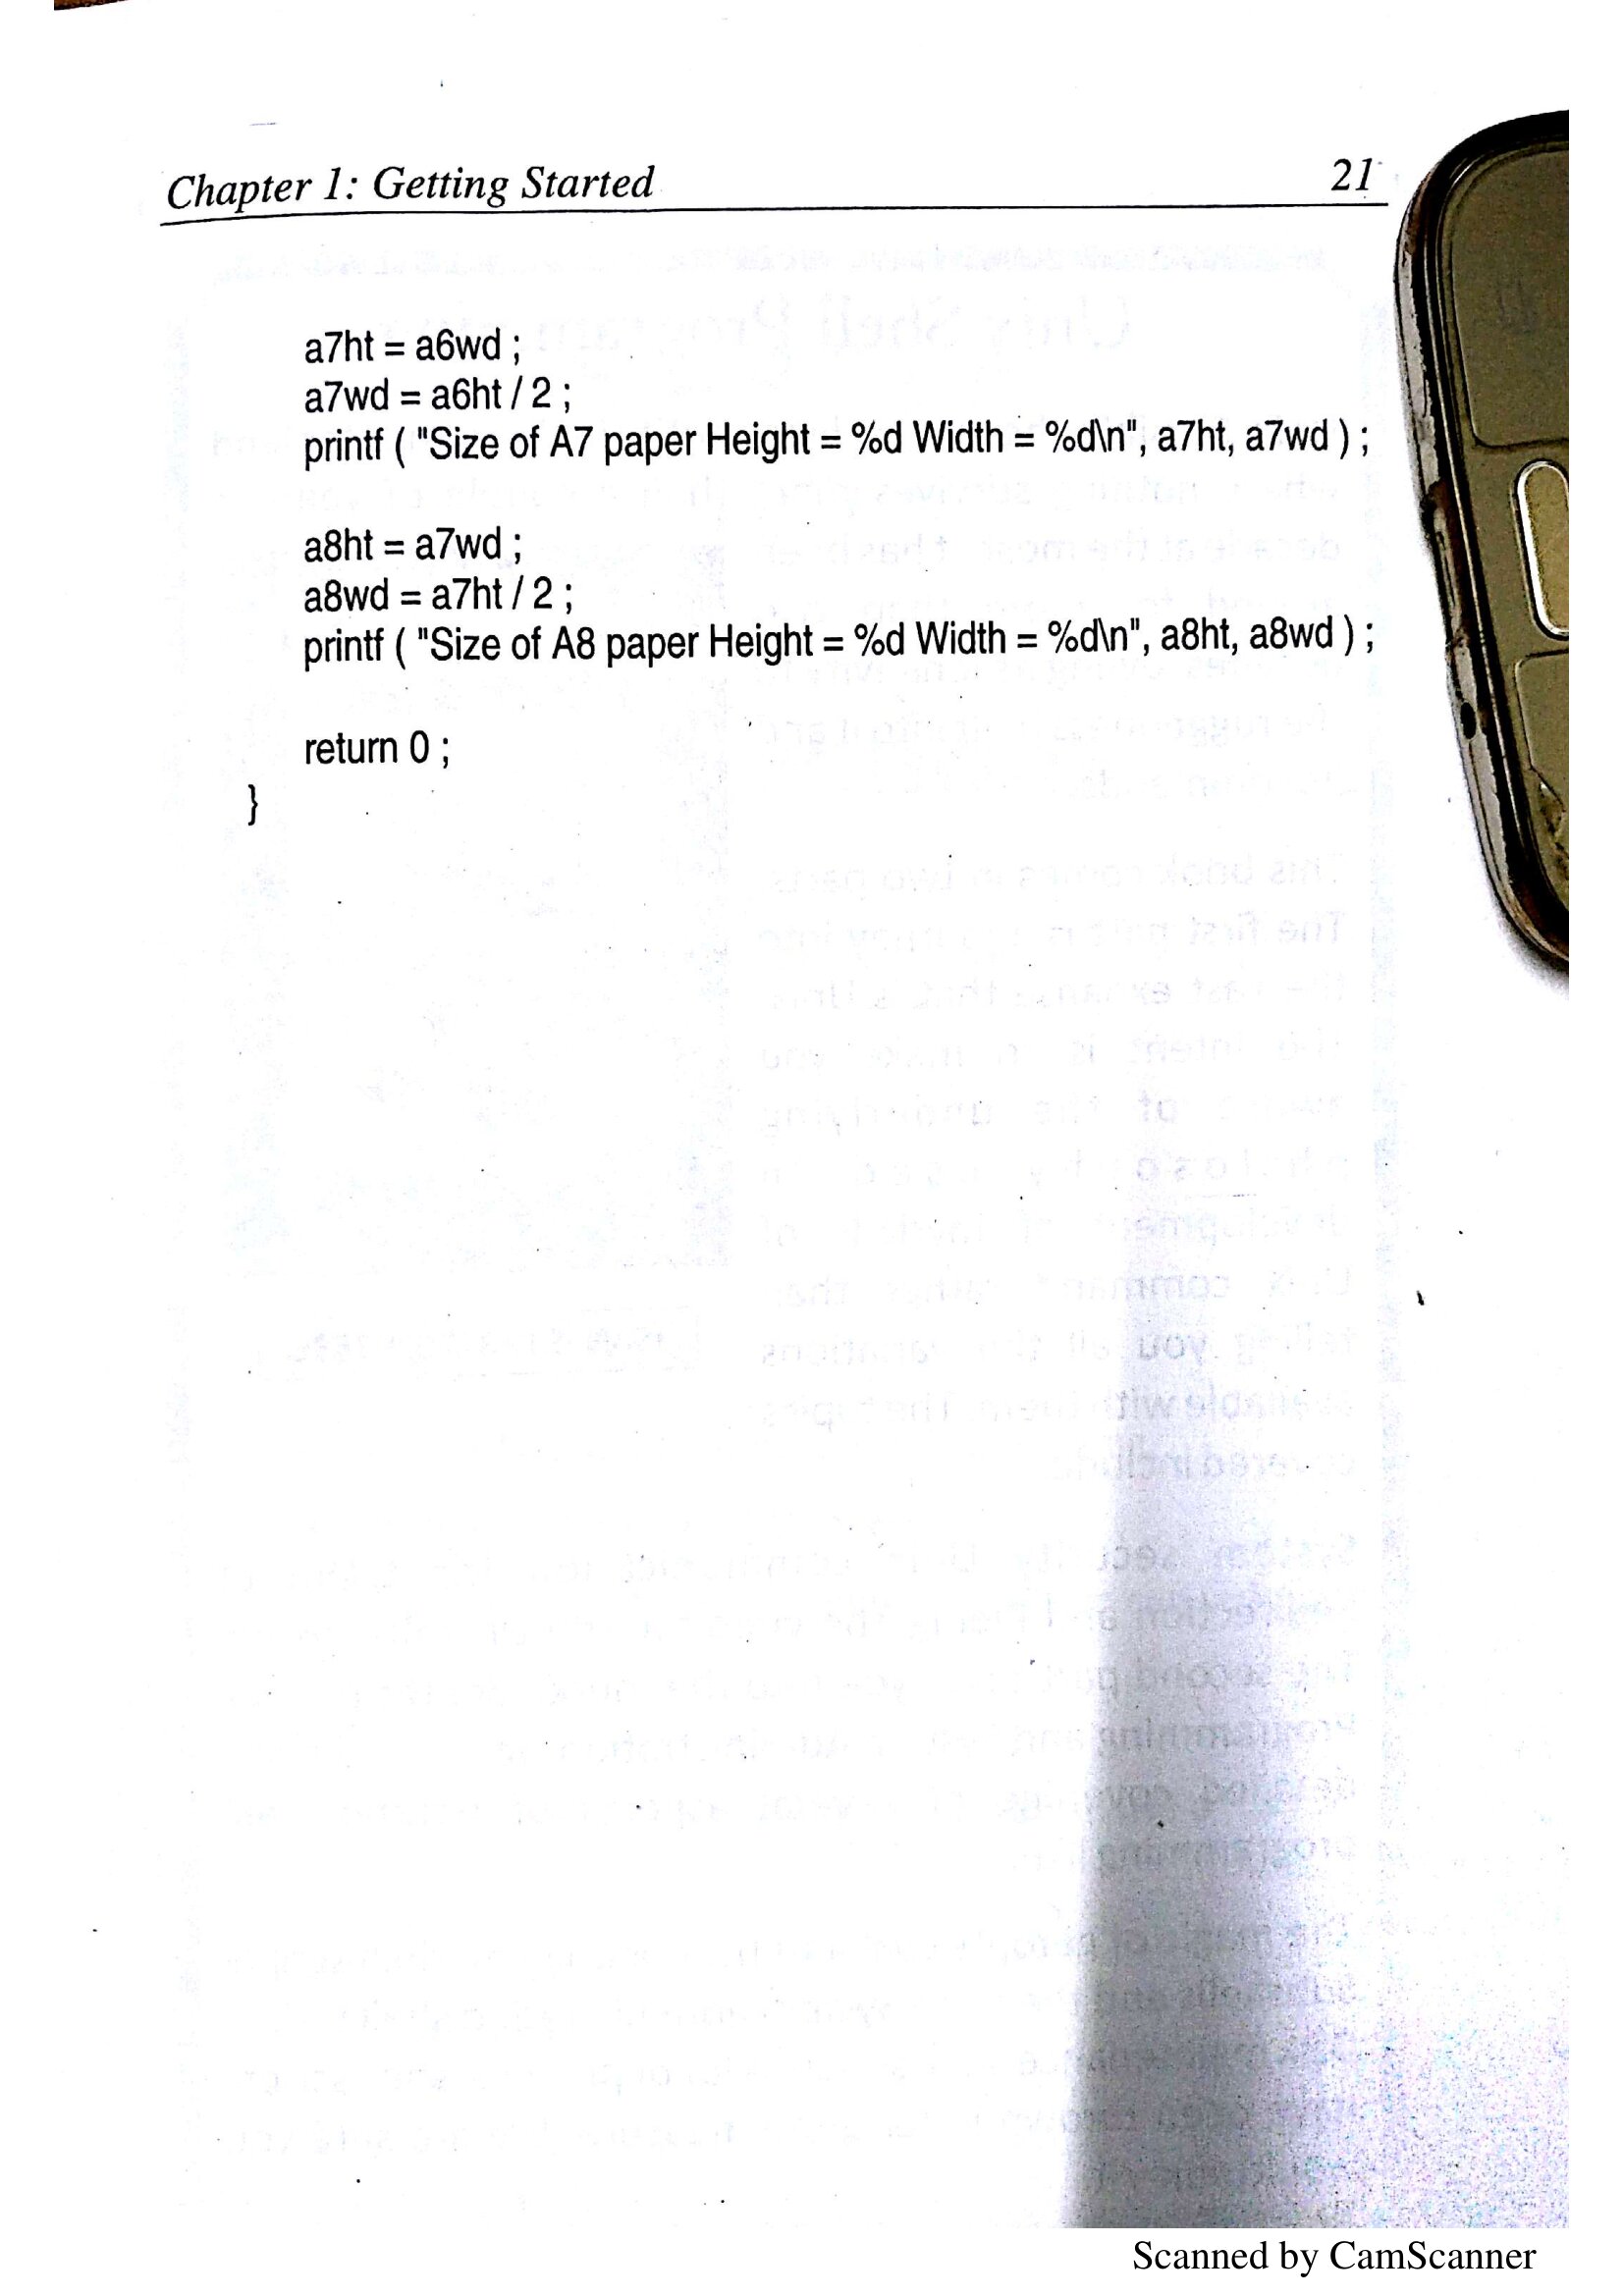 Chapter 1: Getting Started 21
a7ht = a6wd ;
a7wd = a6ht / 2 ;
printf ( "Size of A7 paper Height = %d Width = %d\n", a7ht, a7wd ) ;
a8ht = a7wd ;
a8wd = a7ht / 2 ;
printf ( "Size of A8 paper Height = %d Width = %d\n", a8ht, a8wd ) ;
return 0 ;
}
Scanned by CamScanner